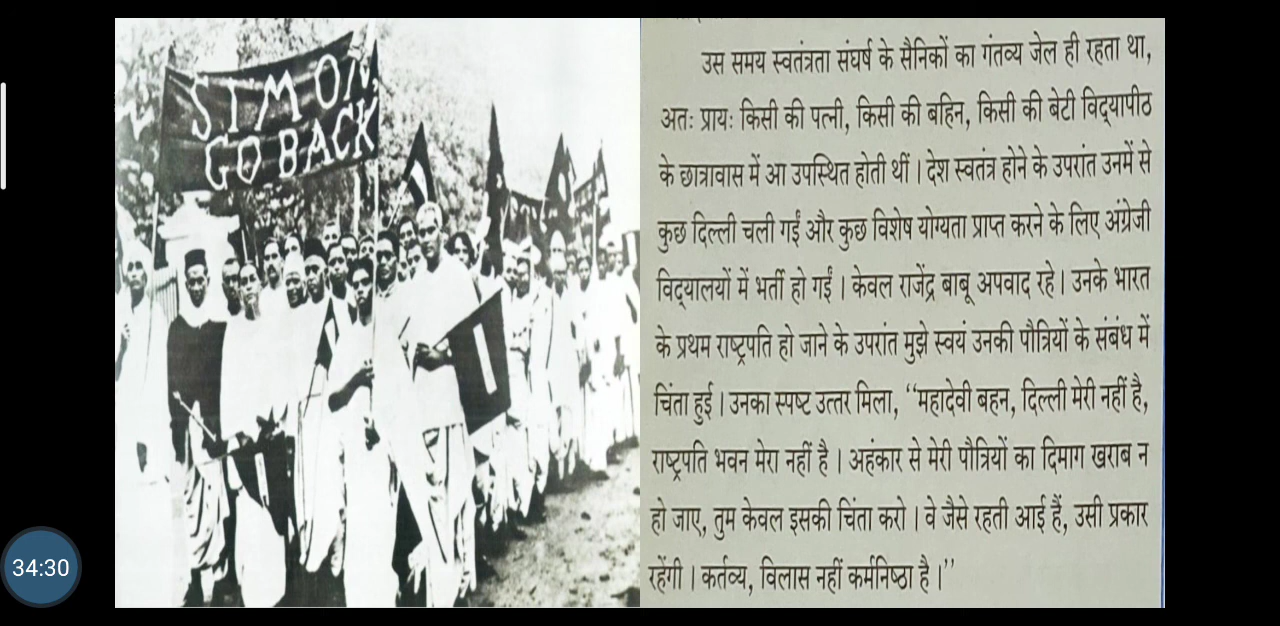 SIMON
GO BACK
उस समय स्वतंत्रता संघर्ष के सैनिकों का गंतव्य जेल ही रहता था,
अतः प्रायः किसी की पत्नी, किसी की बहिन, किसी की बेटी विद्यापीठ
के छात्रावास में आ उपस्थित होती थीं। देश स्वतंत्र होने के उपरांत उनमें से
कुछ दिल्ली चली गईं और कुछ विशेष योग्यता प्राप्त करने के लिए अंग्रेजी
विद्यालयों में भर्ती हो गईं। केवल राजेंद्र बाबू अपवाद रहे। उनके भारत
के प्रथम राष्ट्रपति हो जाने के उपरांत मुझे स्वयं उनकी पौत्रियों के संबंध में
चिंता हुई। उनका स्पष्ट उत्तर मिला, “महादेवी बहन, दिल्ली मेरी नहीं है,
राष्ट्रपति भवन मेरा नहीं है। अहंकार से मेरी पौत्रियों का दिमाग खराब न
हो जाए, तुम केवल इसकी चिंता करो। वे जैसे रहती आई हैं, उसी प्रकार
रहेंगी। कर्तव्य, विलास नहीं कर्मनिष्ठा है।”
34:30